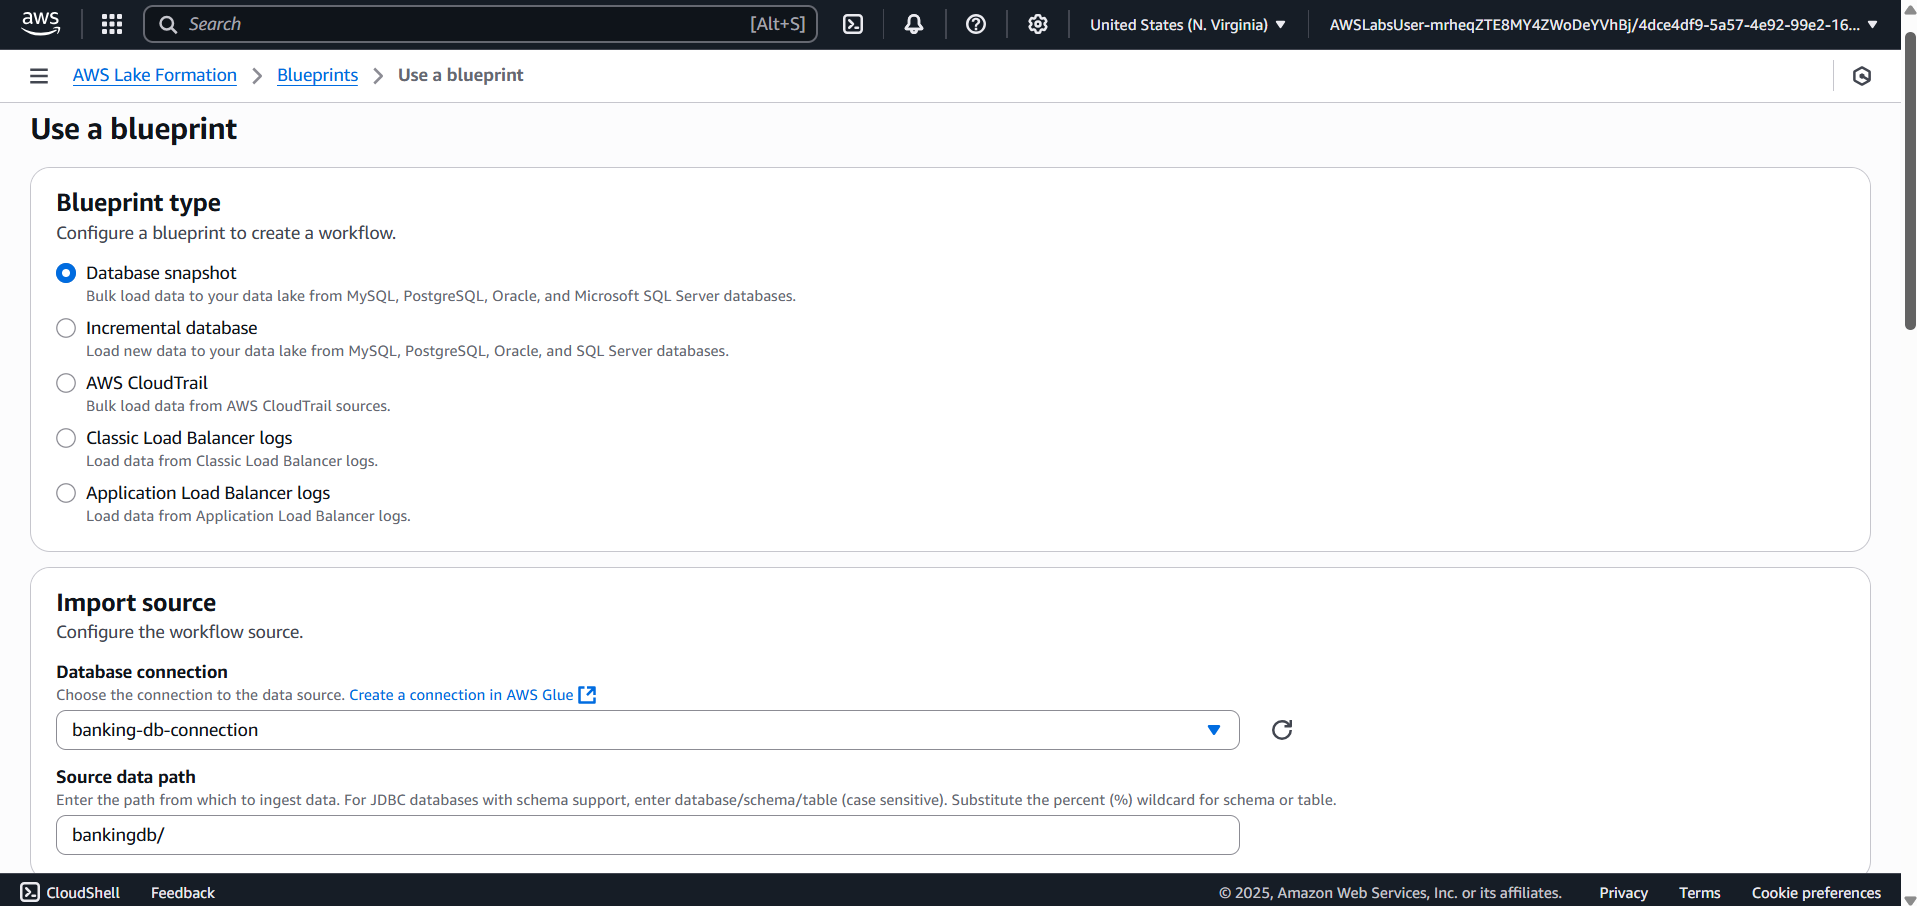 aws
Search [Alt+S]
United States (N. Virginia)
AWSLabsUser-mrheqZTE8MY4ZWoDeYVhBj/4dce4df9-5a57-4e92-99e2-16...
AWS Lake Formation
Blueprints
Use a blueprint
Use a blueprint
Blueprint type
Configure a blueprint to create a workflow.
Database snapshot
Bulk load data to your data lake from MySQL, PostgreSQL, Oracle, and Microsoft SQL Server databases.
Incremental database
Load new data to your data lake from MySQL, PostgreSQL, Oracle, and SQL Server databases.
AWS CloudTrail
Bulk load data from AWS CloudTrail sources.
Classic Load Balancer logs
Load data from Classic Load Balancer logs.
Application Load Balancer logs
Load data from Application Load Balancer logs.
Import source
Configure the workflow source.
Database connection
Choose the connection to the data source. Create a connection in AWS Glue
banking-db-connection
Source data path
Enter the path from which to ingest data. For JDBC databases with schema support, enter database/schema/table (case sensitive). Substitute the percent (%) wildcard for schema or table.
bankingdb/
CloudShell
Feedback
© 2025, Amazon Web Services, Inc. or its affiliates.
Privacy
Terms
Cookie preferences